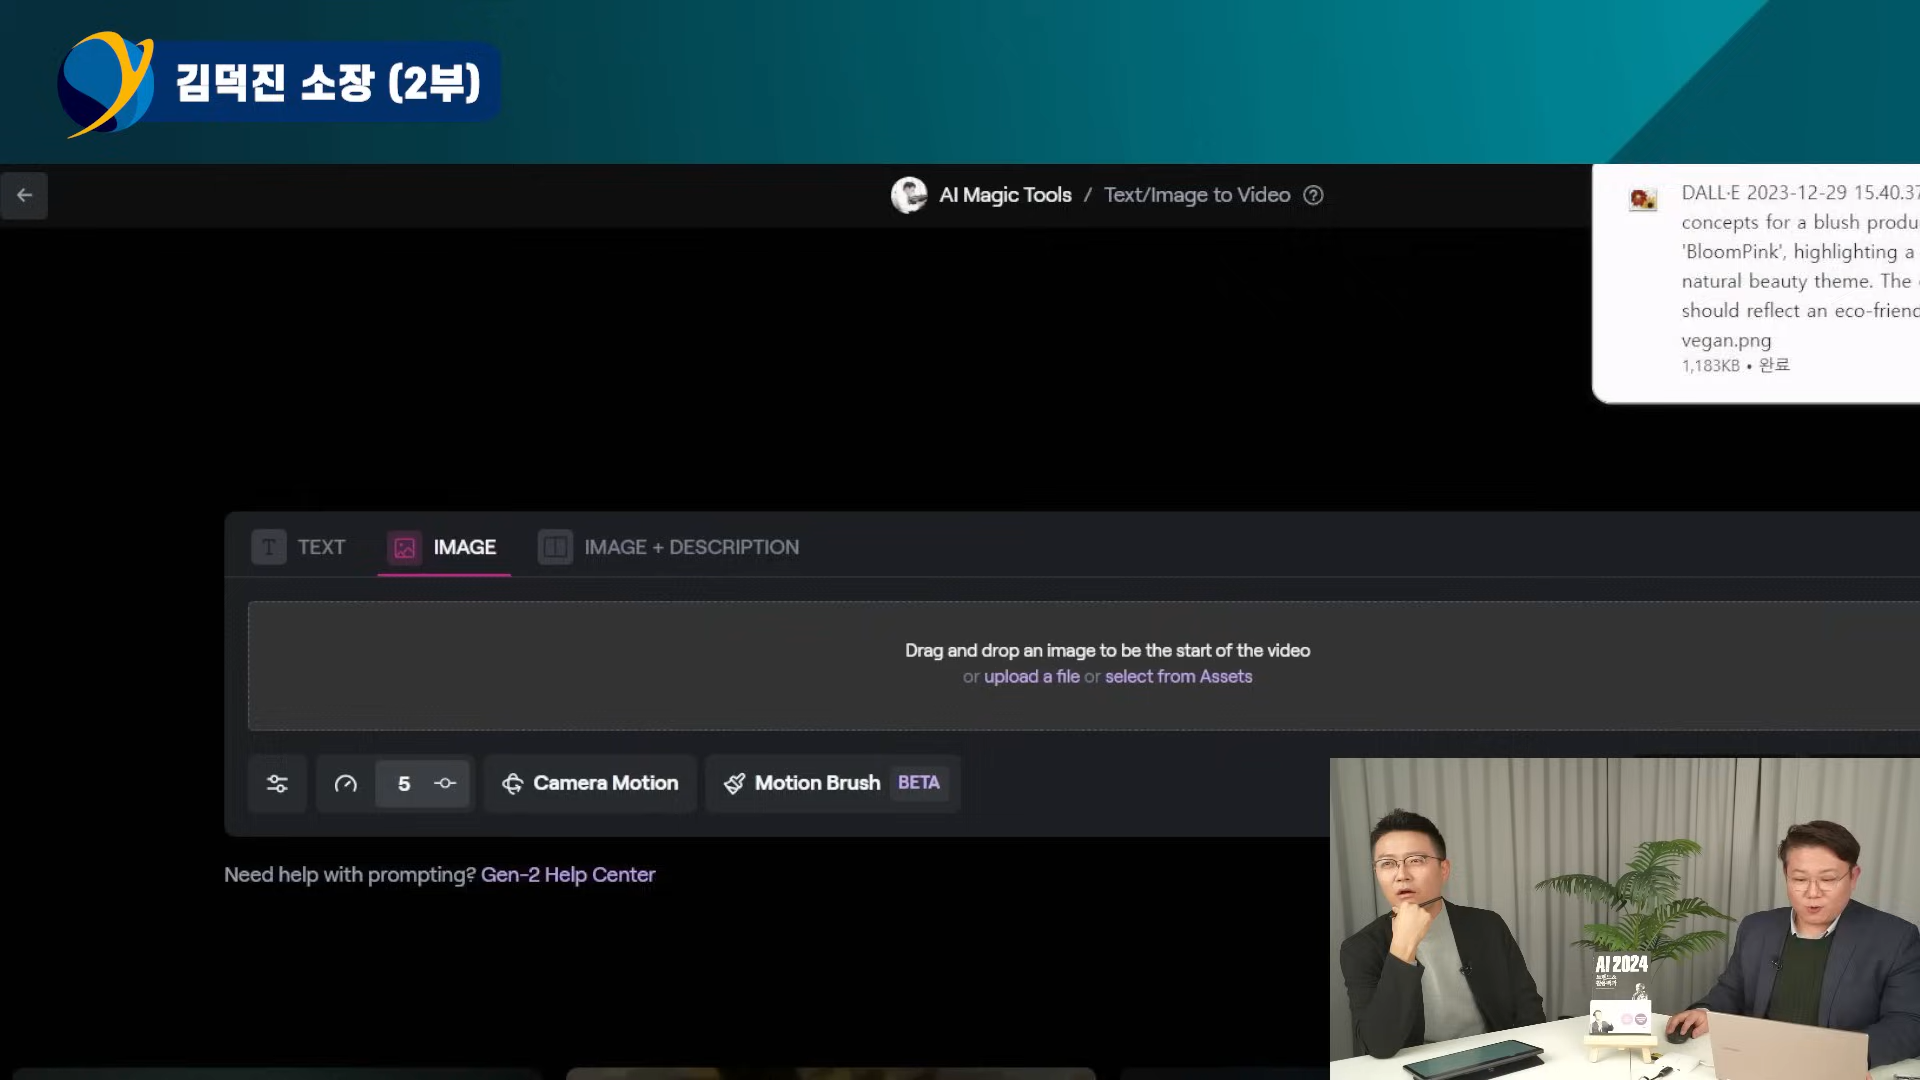 김덕진 소장 (2부)
AI Magic Tools / Text/Image to Video
DALL·E 2023-12-29 15.40.37
concepts for a blush produ
'BloomPink', highlighting a
natural beauty theme. The
should reflect an eco-friend
vegan.png
1,183KB • 완료
TEXT
IMAGE
IMAGE + DESCRIPTION
Drag and drop an image to be the start of the video
or upload a file or select from Assets
5
Camera Motion
Motion Brush BETA
Need help with prompting? Gen-2 Help Center
AI 2024